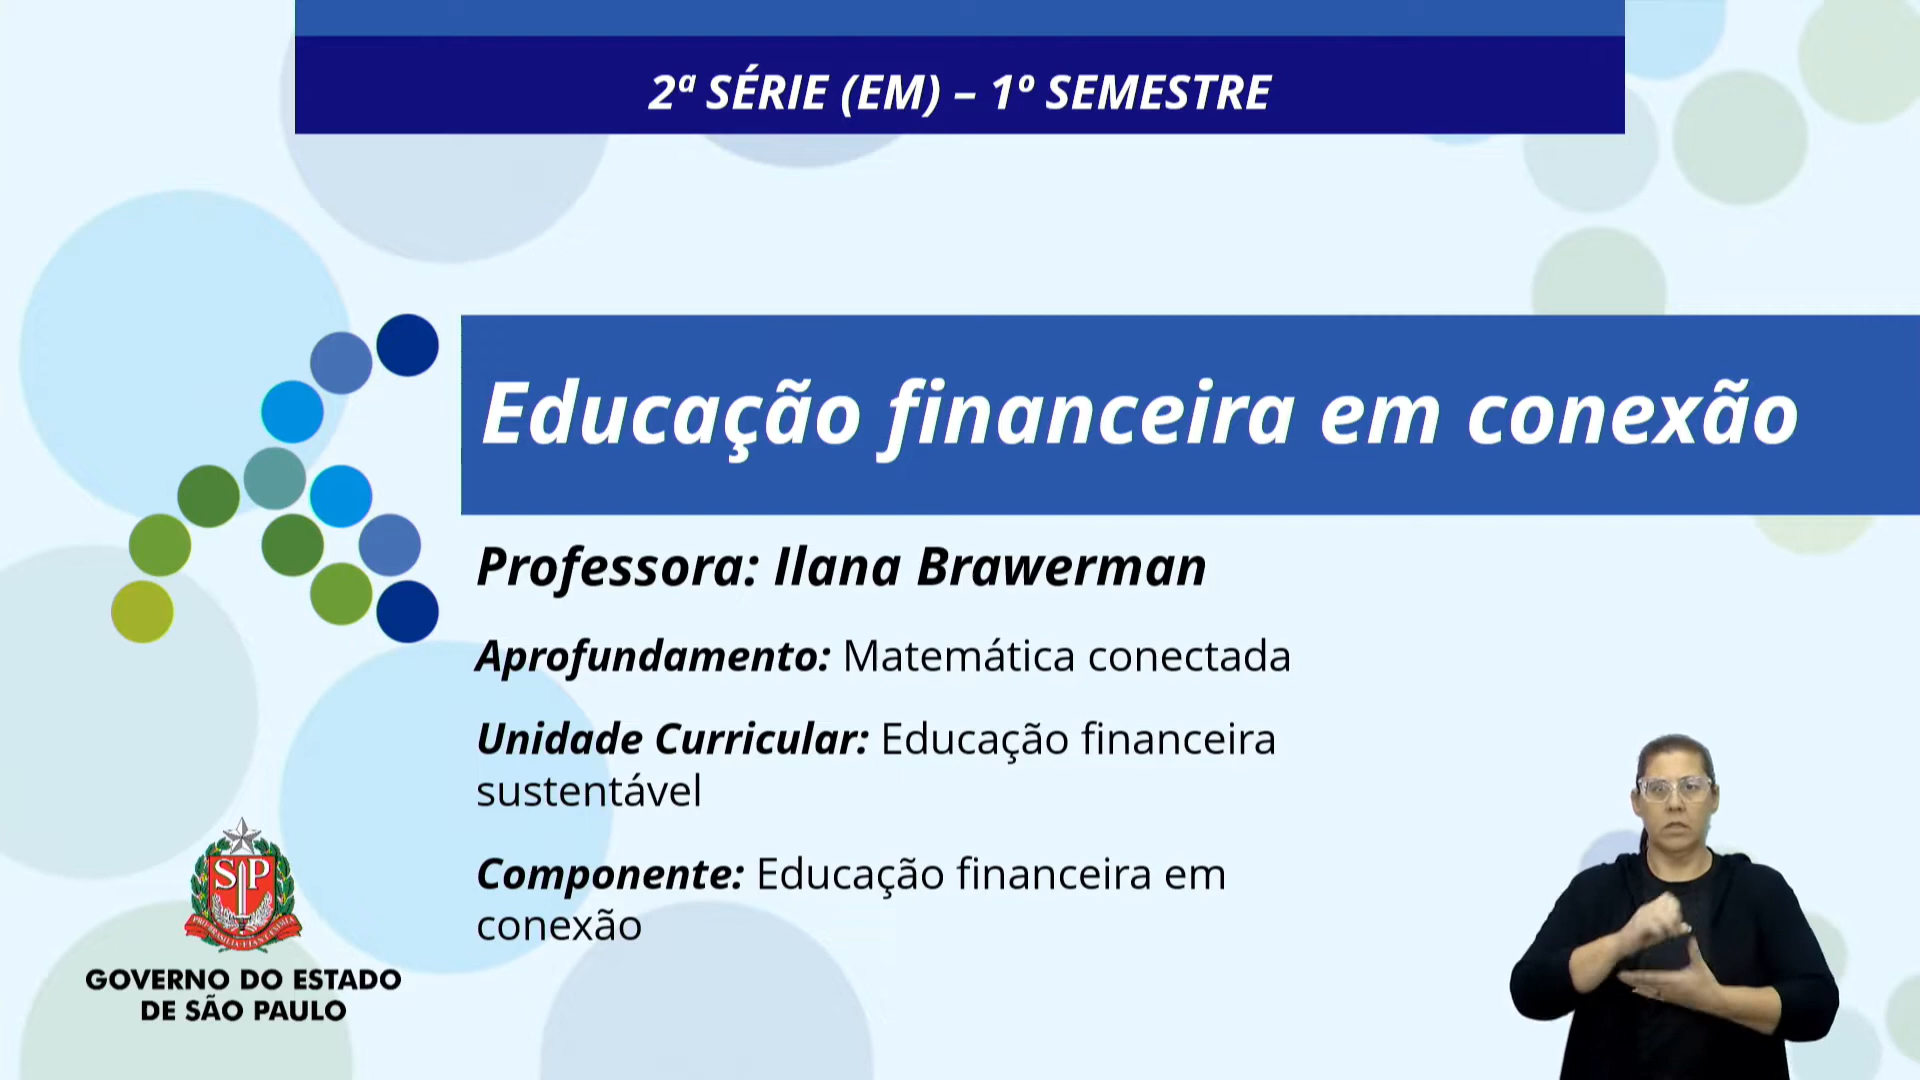 2ª SÉRIE (EM) – 1º SEMESTRE
Educação financeira em conexão
Professora: Ilana Brawerman
Aprofundamento: Matemática conectada
Unidade Curricular: Educação financeira
sustentável
Componente: Educação financeira em
conexão
SP
GOVERNO DO ESTADO
DE SÃO PAULO